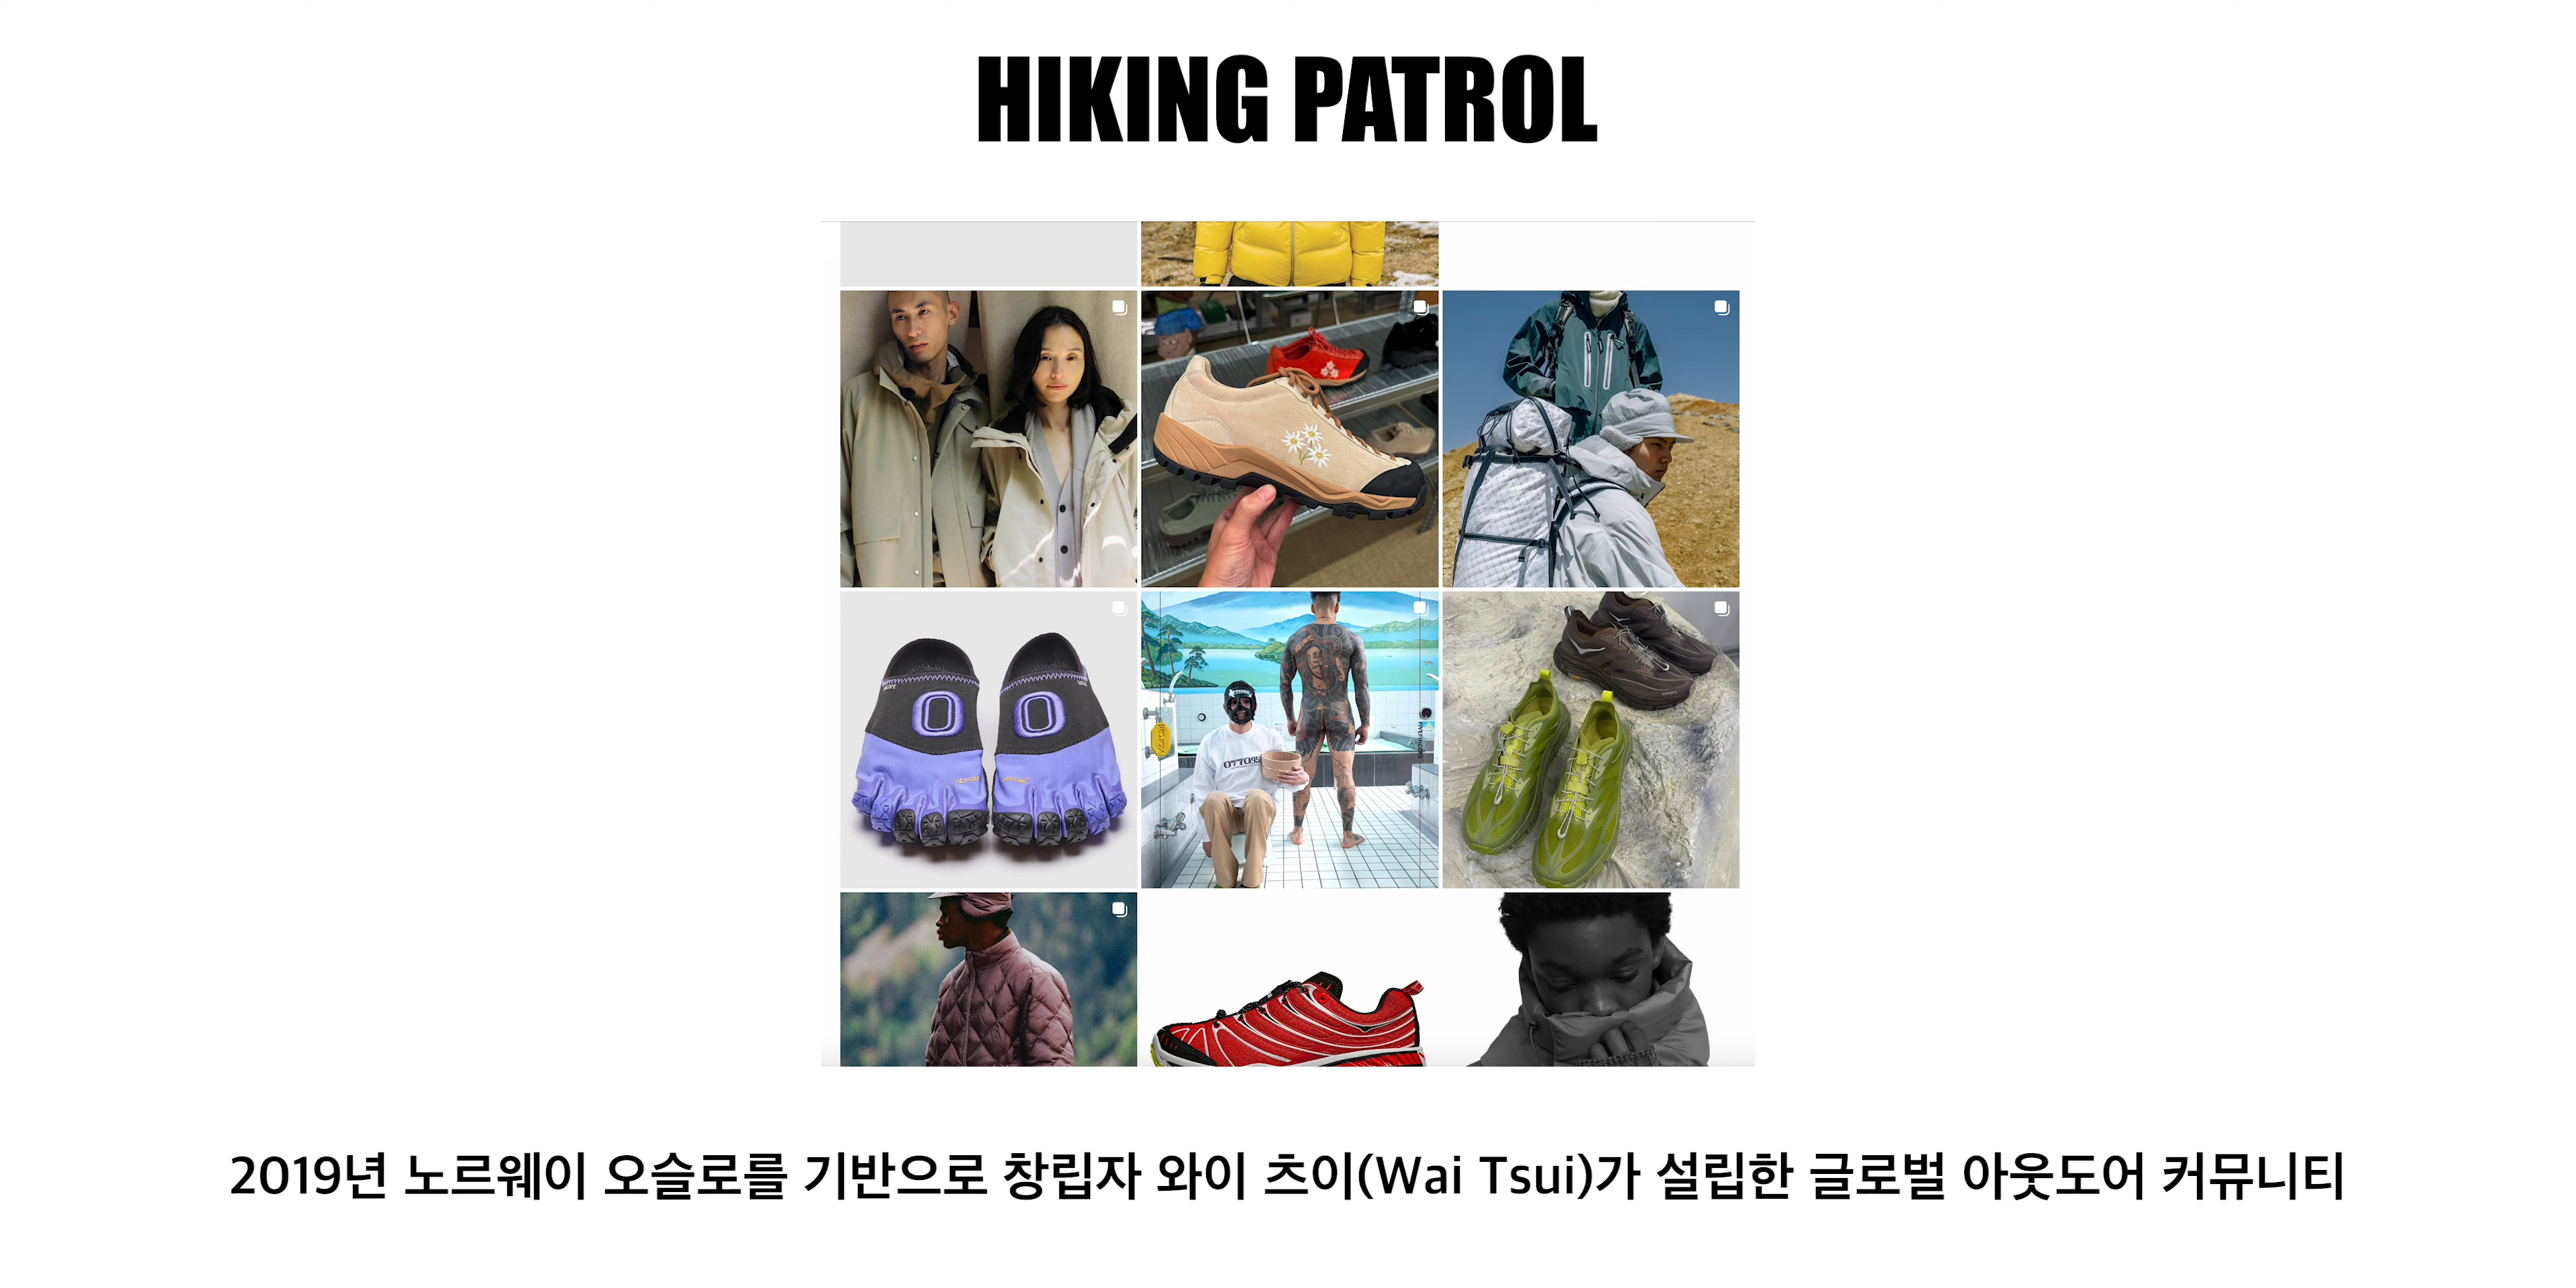 HIKING PATROL
OTTO95
2019년 노르웨이 오슬로를 기반으로 창립자 와이 츠이(Wai Tsui)가 설립한 글로벌 아웃도어 커뮤니티